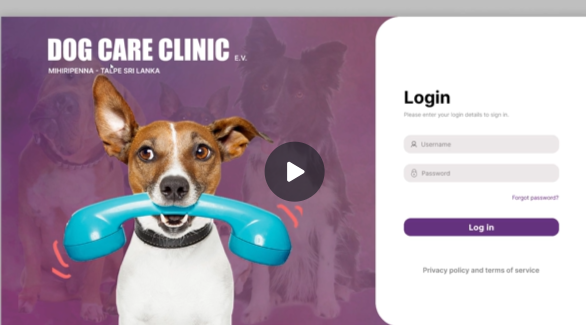 DOG CARE CLINIC E.V.
MIHIRIPENNA - TALPE SRI LANKA
Login
Please enter your login details to sign in.
Username
Password
Forgot password?
Log in
Privacy policy and terms of service